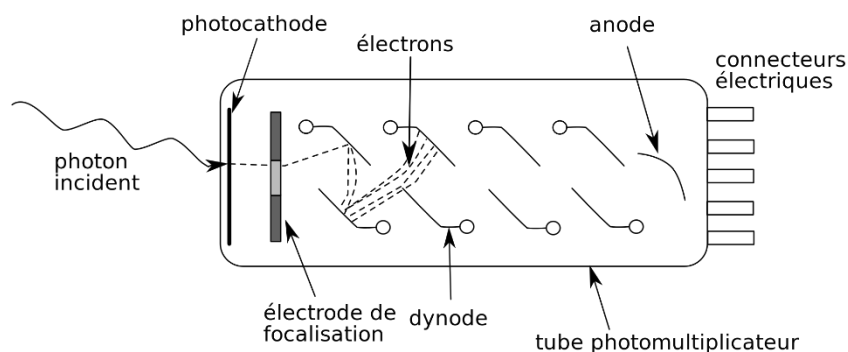 photocathode
électrons
anode
connecteurs
électriques
photon
incident
électrode de
focalisation
dynode
tube photomultiplicateur